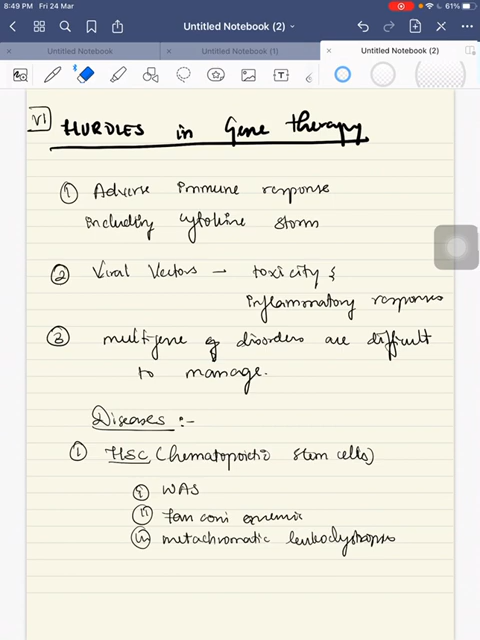 8:49 PM Fri 24 Mar
61%
Untitled Notebook (2)
Untitled Notebook
Untitled Notebook (1)
Untitled Notebook (2)
VI HURDLES in Gene therapy
① Adverse immune response
including cytokine storm
② Viral Vectors → toxicity &
inflammatory responses
③ multigene disorders are difficult
to manage.
Diseases :-
① HSC (hematopoietic stem cells)
ⓘ WAS
ⓘⓘ Fanconi anemia
metachromatic leukodystrophy